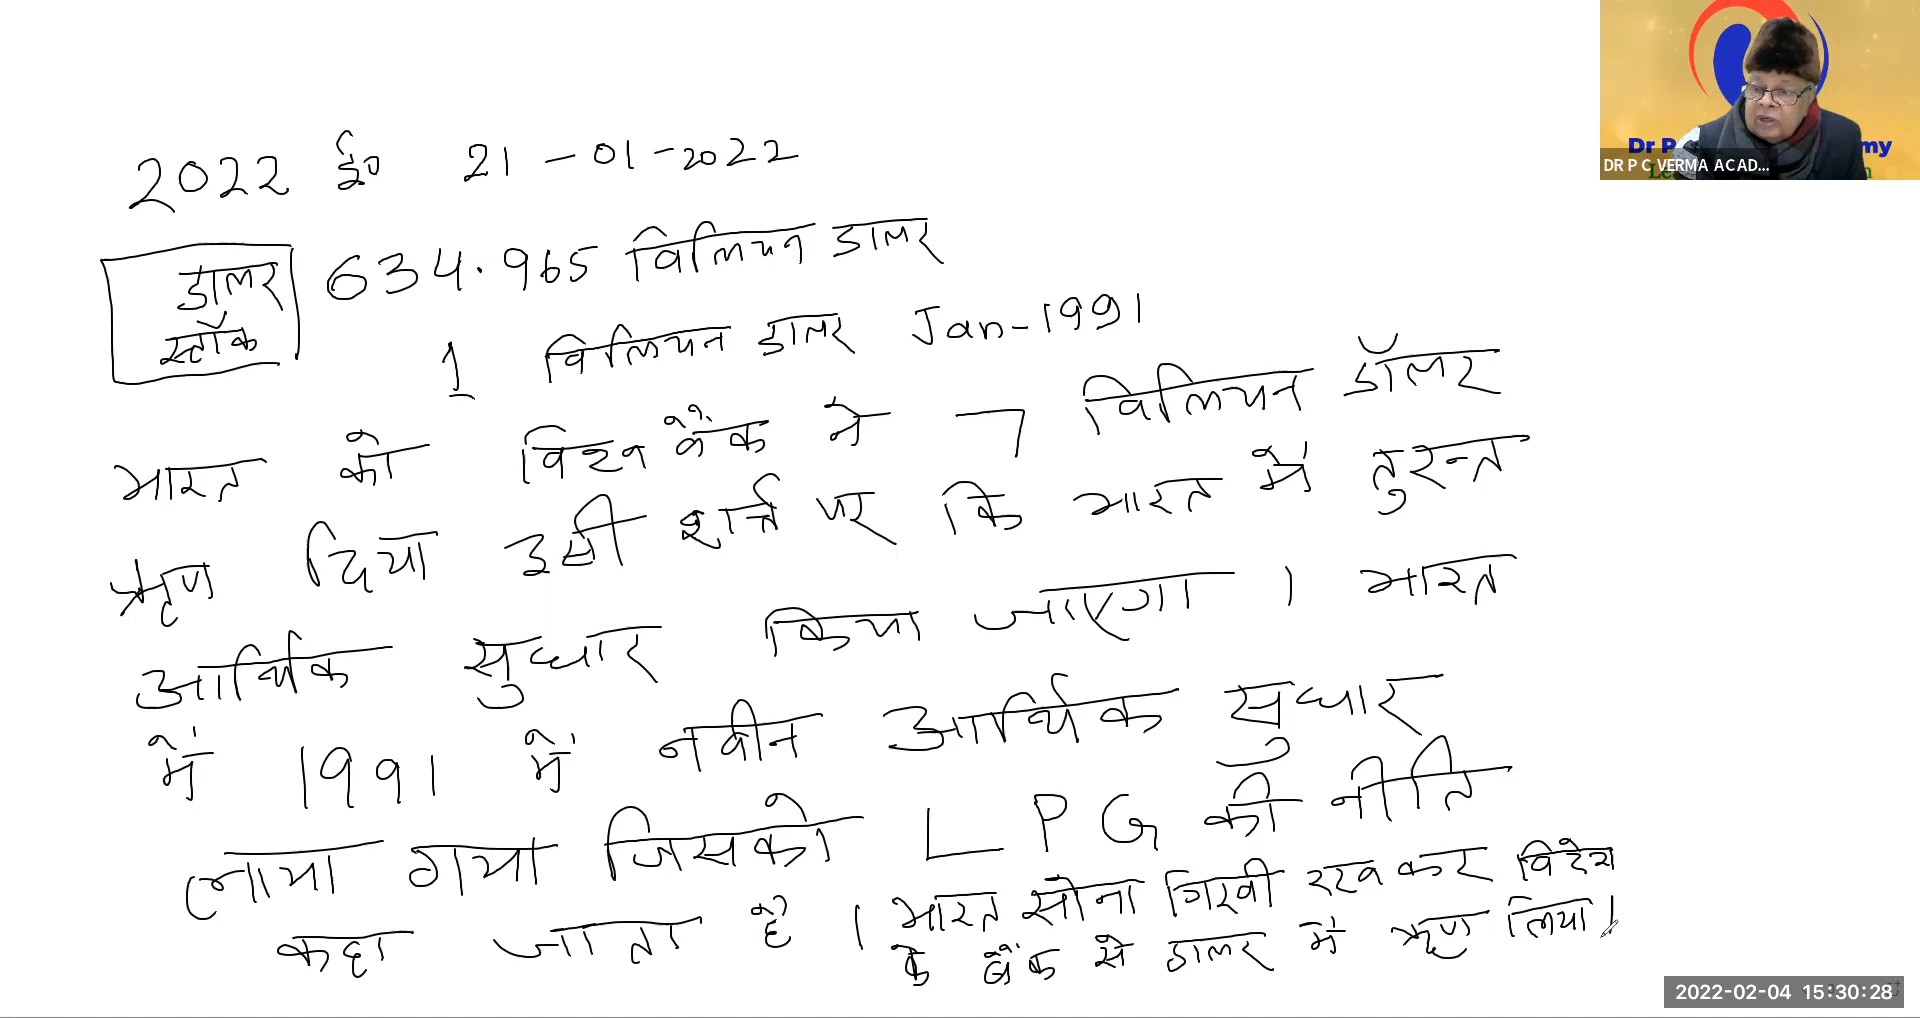 2022 ई० 21-01-2022
डालर
स्टॉक
634.965 विलियन डालर
1 विलियन डालर Jan-1991
भारत को विश्व बैंक ने 7 विलियन डॉलर
ऋृण दिया इसी शर्त्त पर कि भारत में तुरन्त
आर्थिक सुधार किया जाएगा । भारत
में 1991 में नवीन आर्थिक सुधार
लाया गया जिसको LPG की नीति
कहा जाता है । भारत सोना गिरवी रखकर विदेश
के बैंक से डालर में ऋृण लिया।
Dr P
my
DR P C VERMA ACAD...
2022-02-04 15:30:28